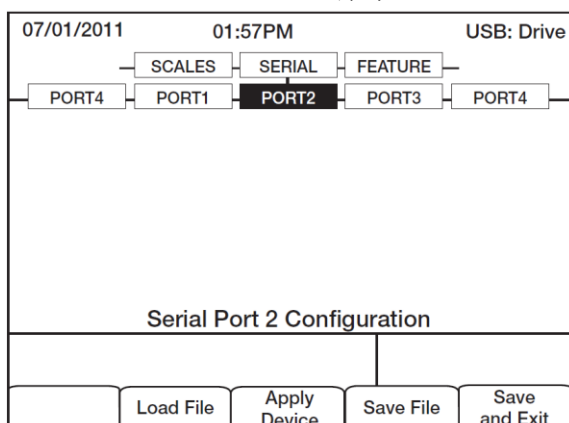 07/01/2011 01:57PM USB: Drive
SCALES SERIAL FEATURE
PORT4 PORT1 PORT2 PORT3 PORT4
Serial Port 2 Configuration
Load File Apply Device Save File Save and Exit